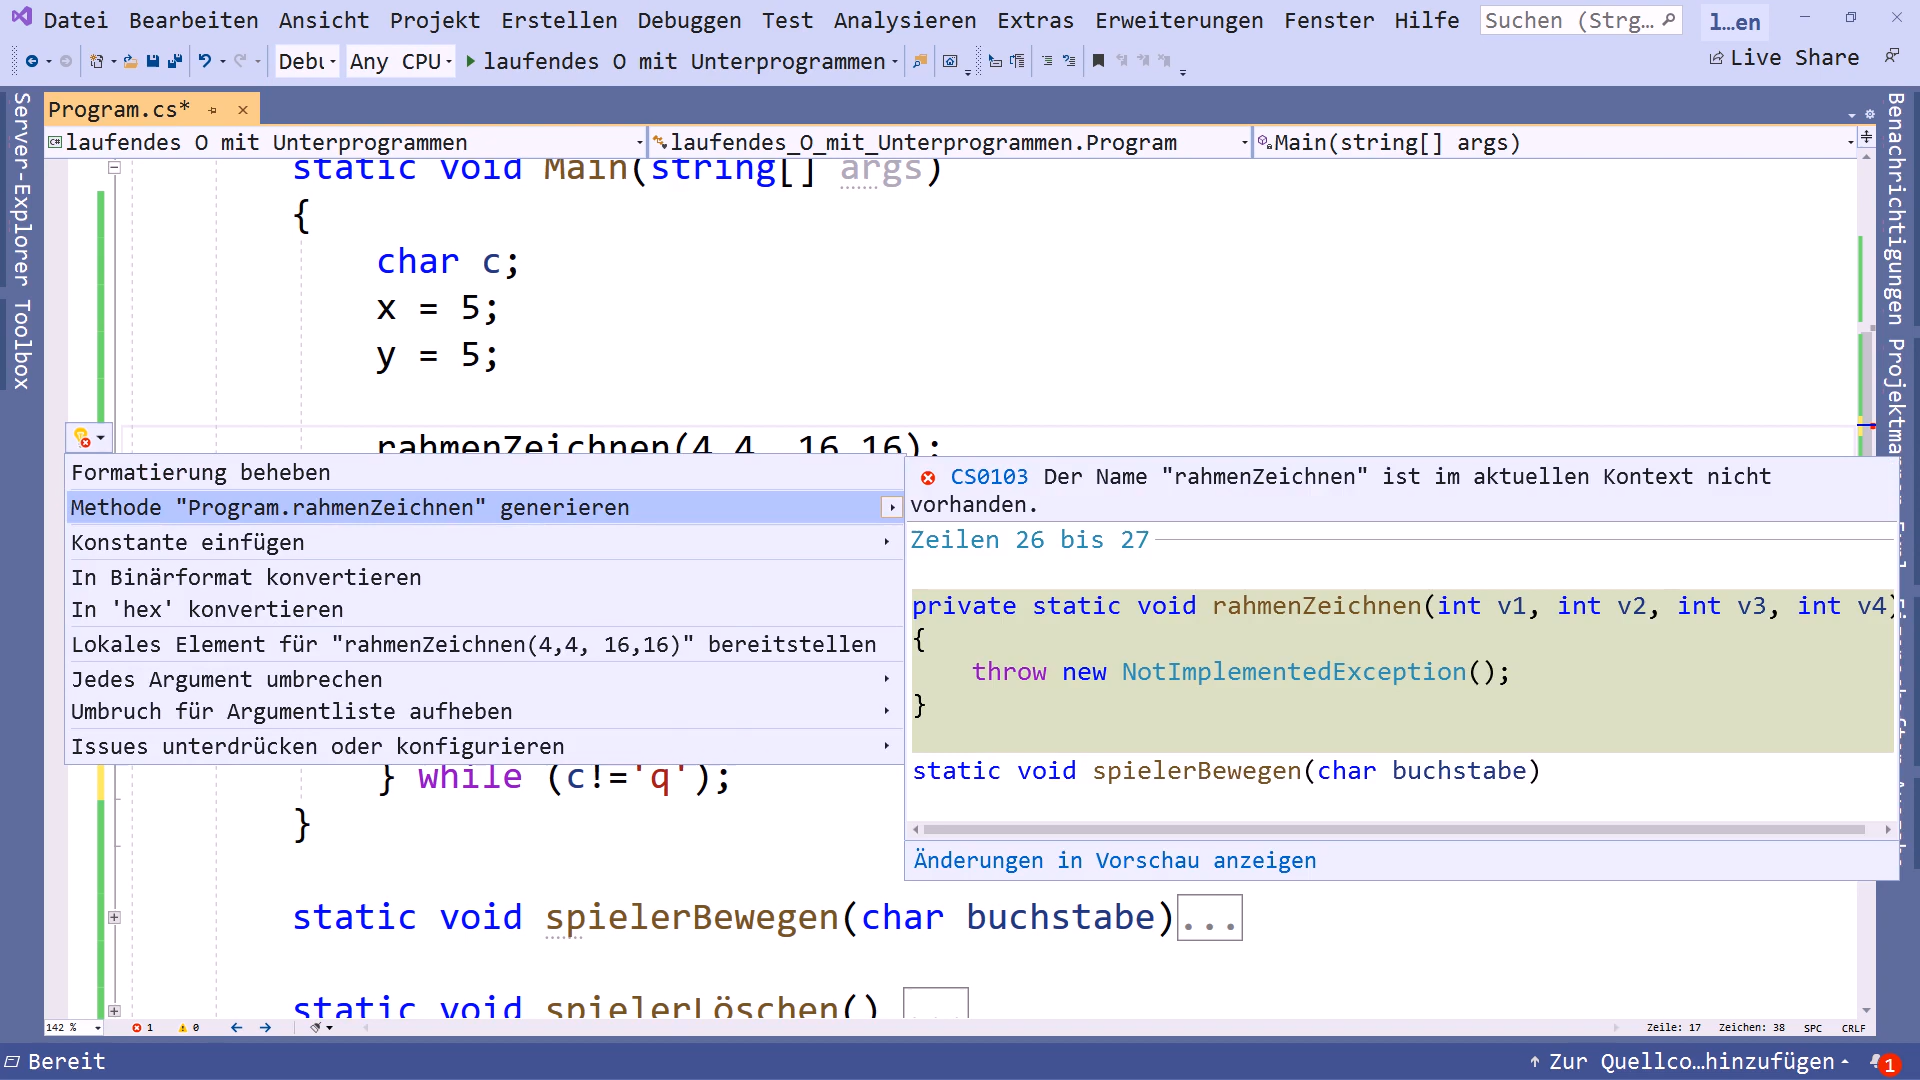 Datei Bearbeiten Ansicht Projekt Erstellen Debuggen Test Analysieren Extras Erweiterungen Fenster Hilfe Suchen (Strg... l...en
Debu Any CPU laufendes O mit Unterprogrammen Live Share
Server-Explorer Toolbox
Program.cs*
laufendes O mit Unterprogrammen laufendes_O_mit_Unterprogrammen.Program Main(string[] args)
static void Main(string[] args)
{
char c;
x = 5;
y = 5;
rahmenZeichnen(4,4, 16,16);
Formatierung beheben
Methode "Program.rahmenZeichnen" generieren
Konstante einfügen
In Binärformat konvertieren
In 'hex' konvertieren
Lokales Element für "rahmenZeichnen(4,4, 16,16)" bereitstellen
Jedes Argument umbrechen
Umbruch für Argumentliste aufheben
Issues unterdrücken oder konfigurieren
CS0103 Der Name "rahmenZeichnen" ist im aktuellen Kontext nicht
vorhanden.
Zeilen 26 bis 27
private static void rahmenZeichnen(int v1, int v2, int v3, int v4)
{
throw new NotImplementedException();
}
static void spielerBewegen(char buchstabe)
Änderungen in Vorschau anzeigen
} while (c!='q');
}
static void spielerBewegen(char buchstabe)...
static void spielerLöschen() ...
Benachrichtigungen
142 % 1 0 Zeile: 17 Zeichen: 38 SPC CRLF
Bereit Zur Quellco...hinzufügen 1